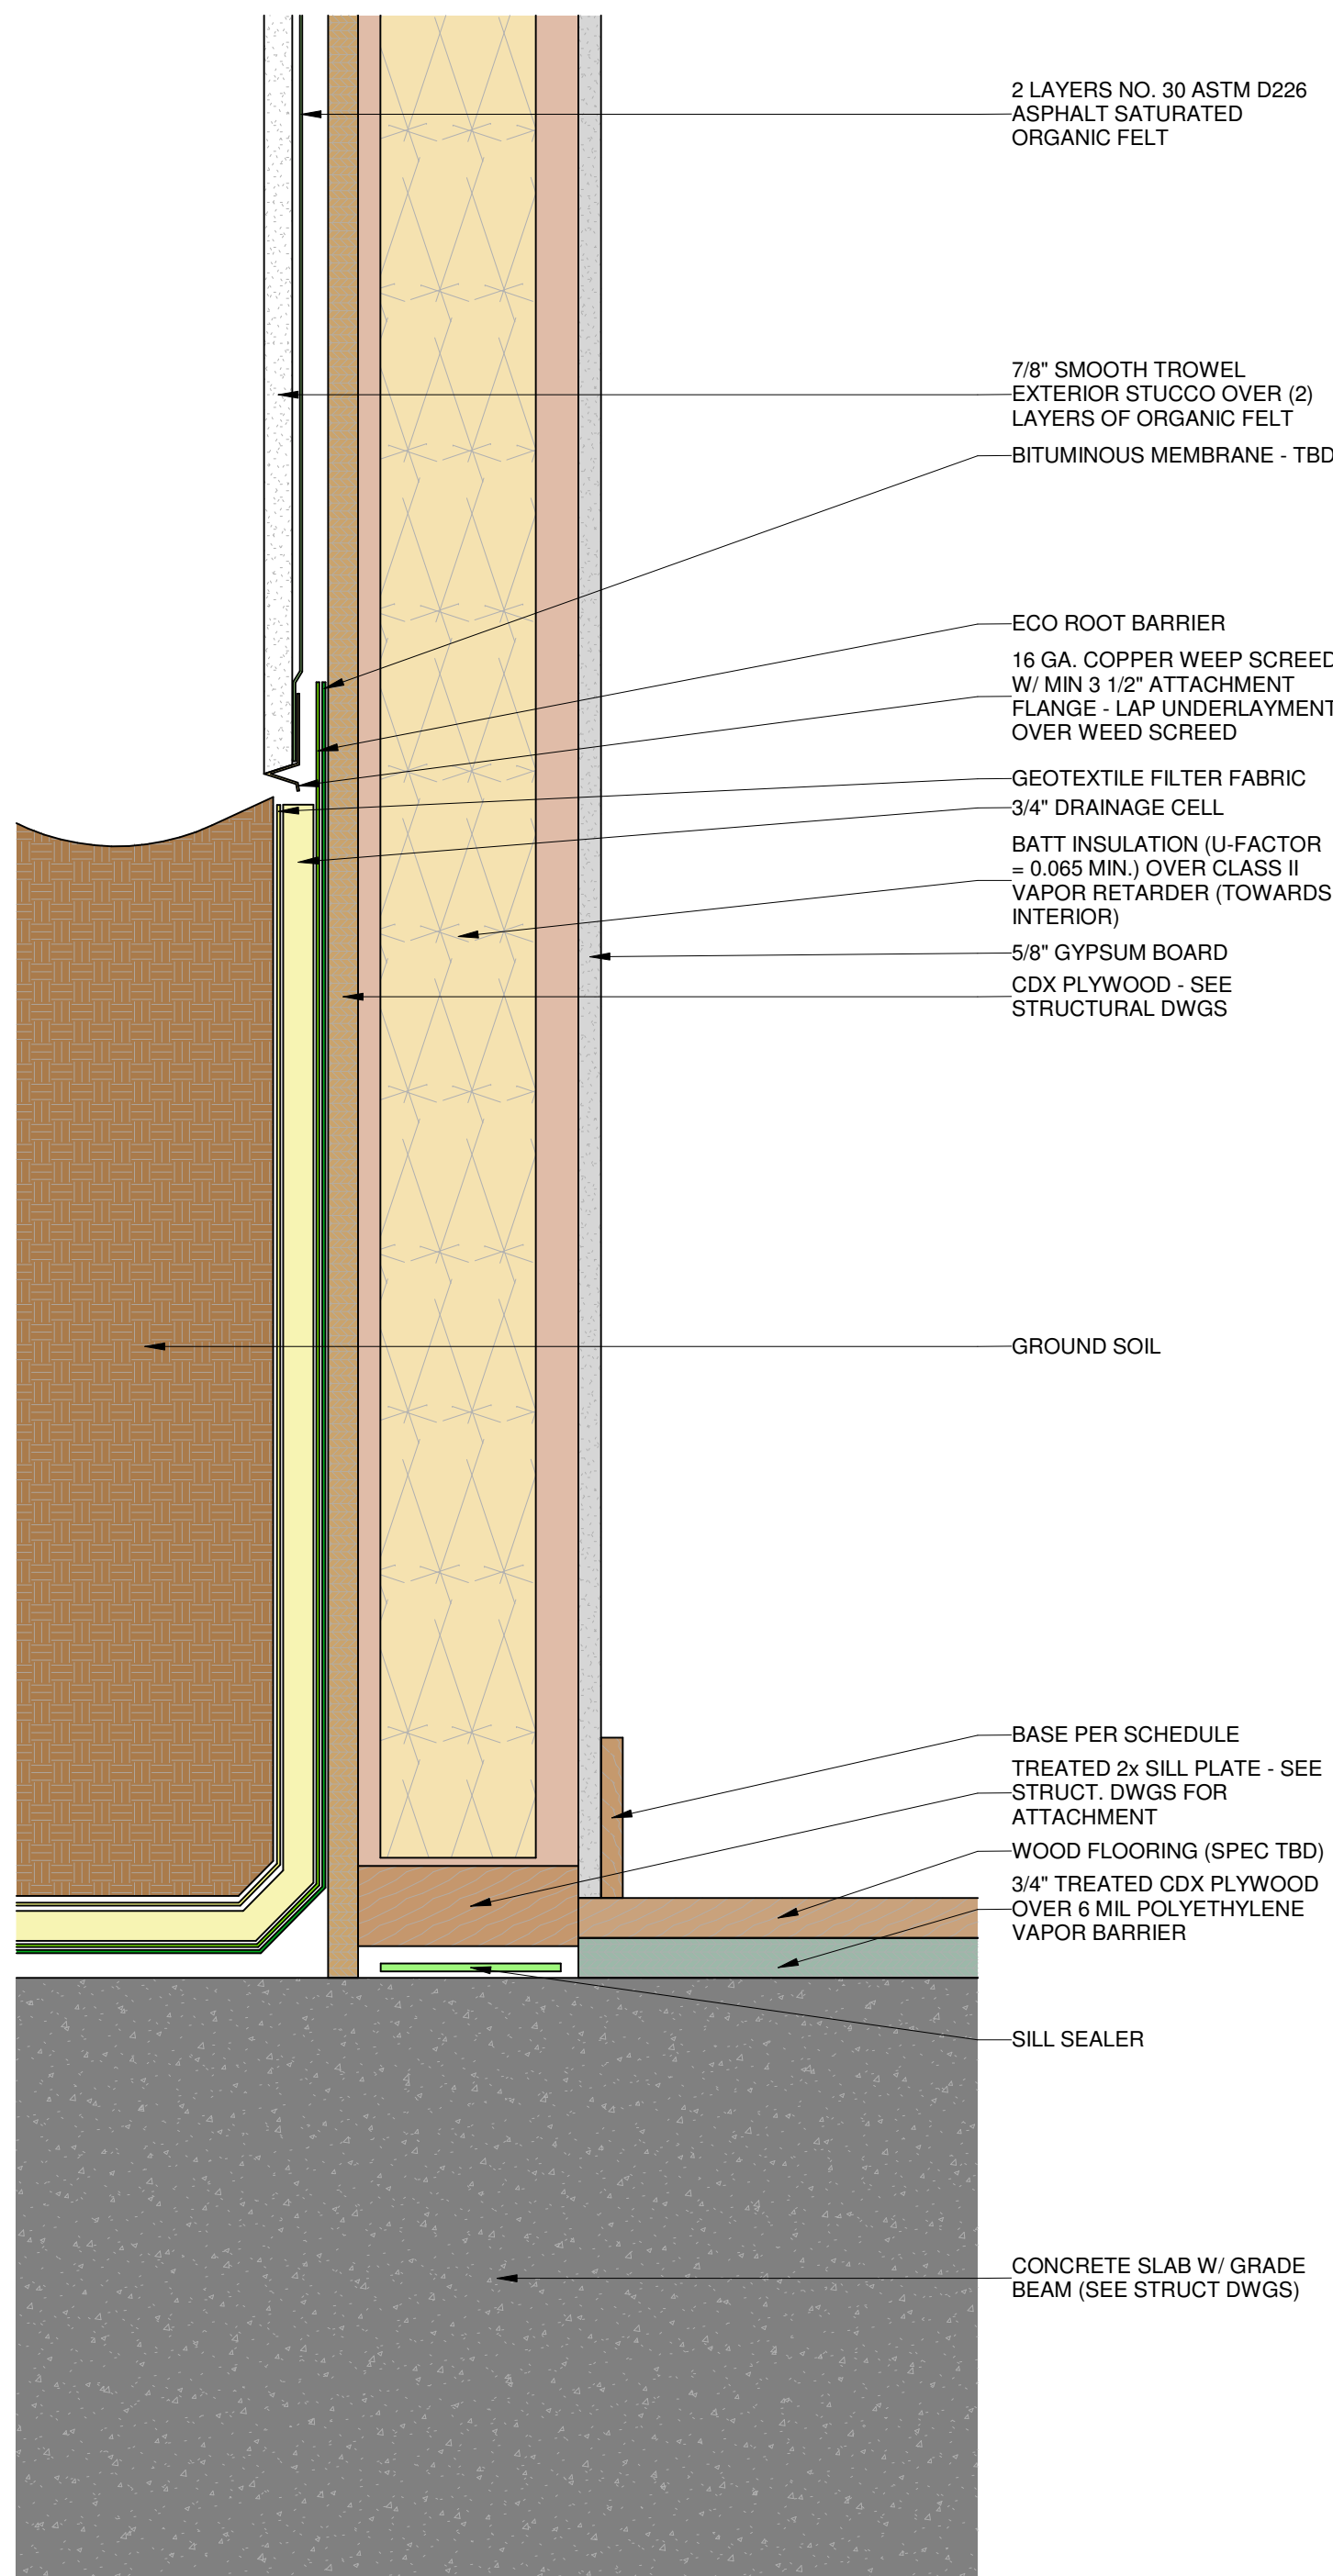 2 LAYERS NO. 30 ASTM D226
ASPHALT SATURATED
ORGANIC FELT
7/8" SMOOTH TROWEL
EXTERIOR STUCCO OVER (2)
LAYERS OF ORGANIC FELT
BITUMINOUS MEMBRANE - TBD
ECO ROOT BARRIER
16 GA. COPPER WEEP SCREED
W/ MIN 3 1/2" ATTACHMENT
FLANGE - LAP UNDERLAYMENT
OVER WEED SCREED
GEOTEXTILE FILTER FABRIC
3/4" DRAINAGE CELL
BATT INSULATION (U-FACTOR
= 0.065 MIN.) OVER CLASS II
VAPOR RETARDER (TOWARDS
INTERIOR)
5/8" GYPSUM BOARD
CDX PLYWOOD - SEE
STRUCTURAL DWGS
GROUND SOIL
BASE PER SCHEDULE
TREATED 2x SILL PLATE - SEE
STRUCT. DWGS FOR
ATTACHMENT
WOOD FLOORING (SPEC TBD)
3/4" TREATED CDX PLYWOOD
OVER 6 MIL POLYETHYLENE
VAPOR BARRIER
SILL SEALER
CONCRETE SLAB W/ GRADE
BEAM (SEE STRUCT DWGS)